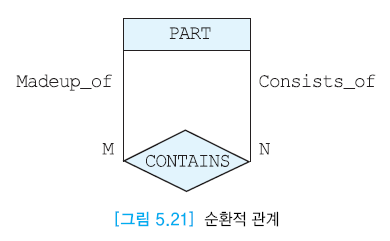 PART
Madeup_of Consists_of
M N
CONTAINS
[그림 5.21] 순환적 관계